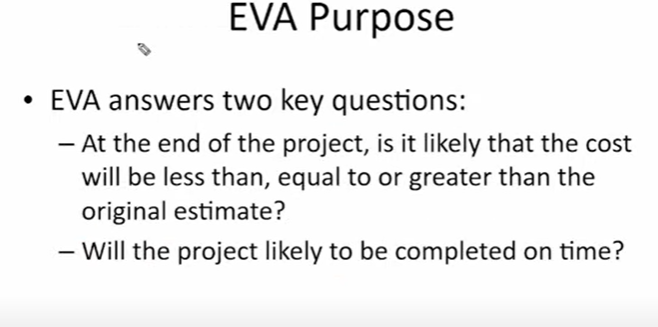 EVA Purpose
• EVA answers two key questions:
– At the end of the project, is it likely that the cost
will be less than, equal to or greater than the
original estimate?
– Will the project likely to be completed on time?